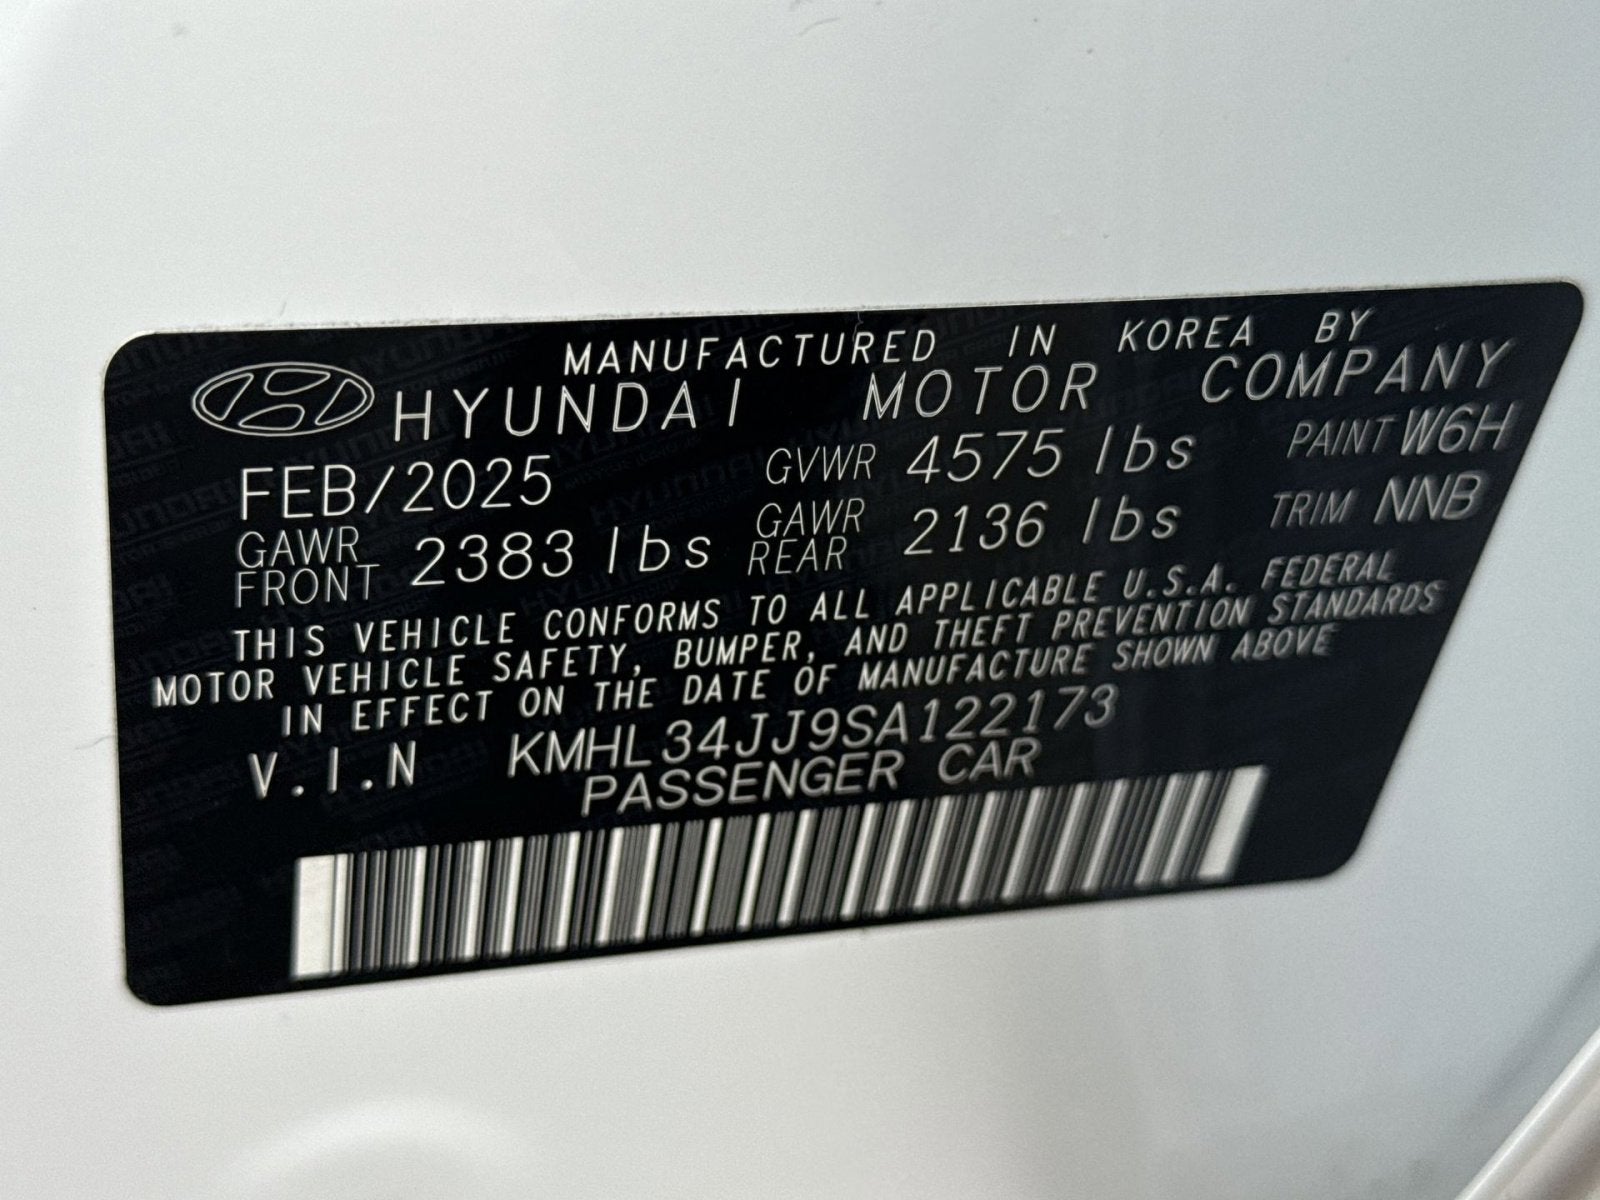 MANUFACTURED IN KOREA BY
HYUNDAI MOTOR COMPANY
FEB/2025 GVWR 4575 lbs PAINT W6H
GAWR FRONT 2383 lbs GAWR REAR 2136 lbs TRIM NNB
THIS VEHICLE CONFORMS TO ALL APPLICABLE U.S.A. FEDERAL
MOTOR VEHICLE SAFETY, BUMPER, AND THEFT PREVENTION STANDARDS
IN EFFECT ON THE DATE OF MANUFACTURE SHOWN ABOVE
V.I.N KMHL34JJ9SA122173
PASSENGER CAR